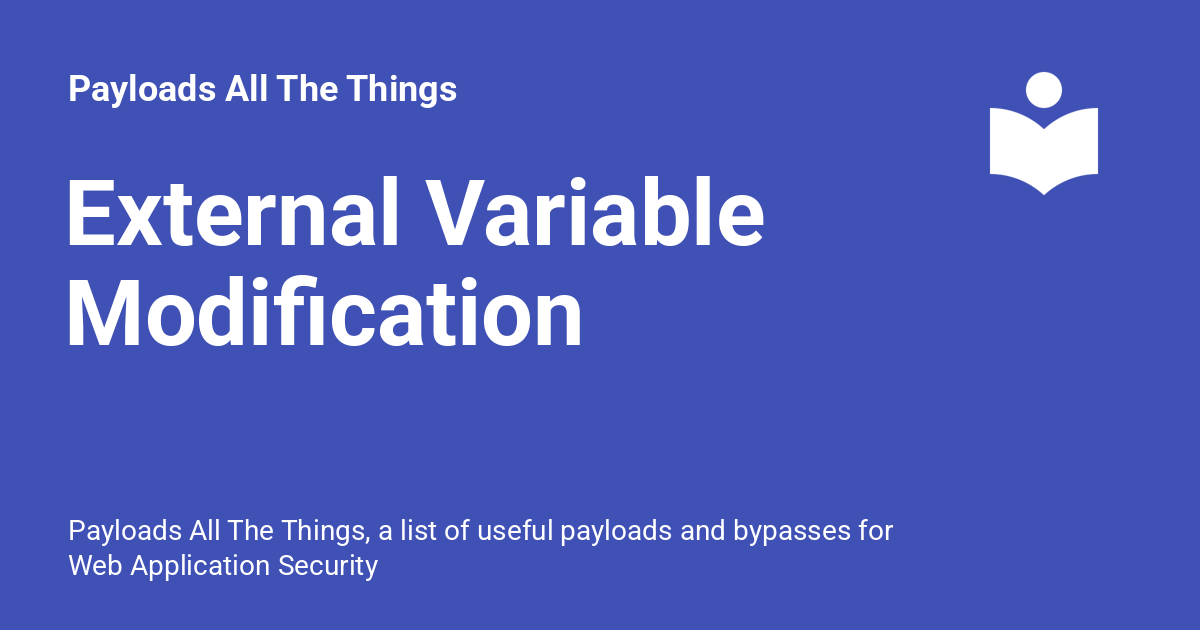 Payloads All The Things
External Variable
Modification
Payloads All The Things, a list of useful payloads and bypasses for
Web Application Security